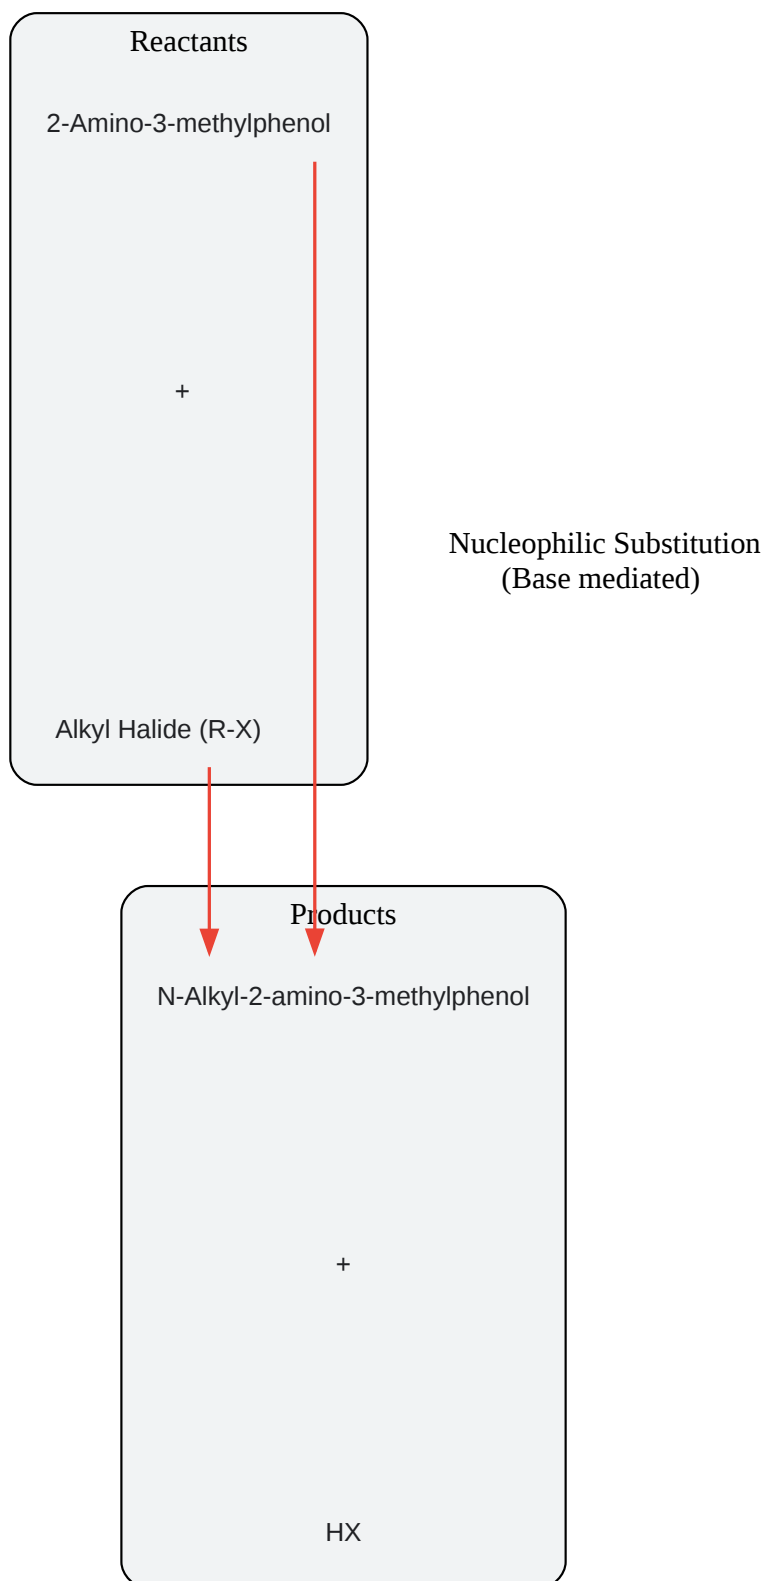 Reactants
2-Amino-3-methylphenol
+
Alkyl Halide (R-X)
Nucleophilic Substitution
(Base mediated)
Products
N-Alkyl-2-amino-3-methylphenol
+
HX